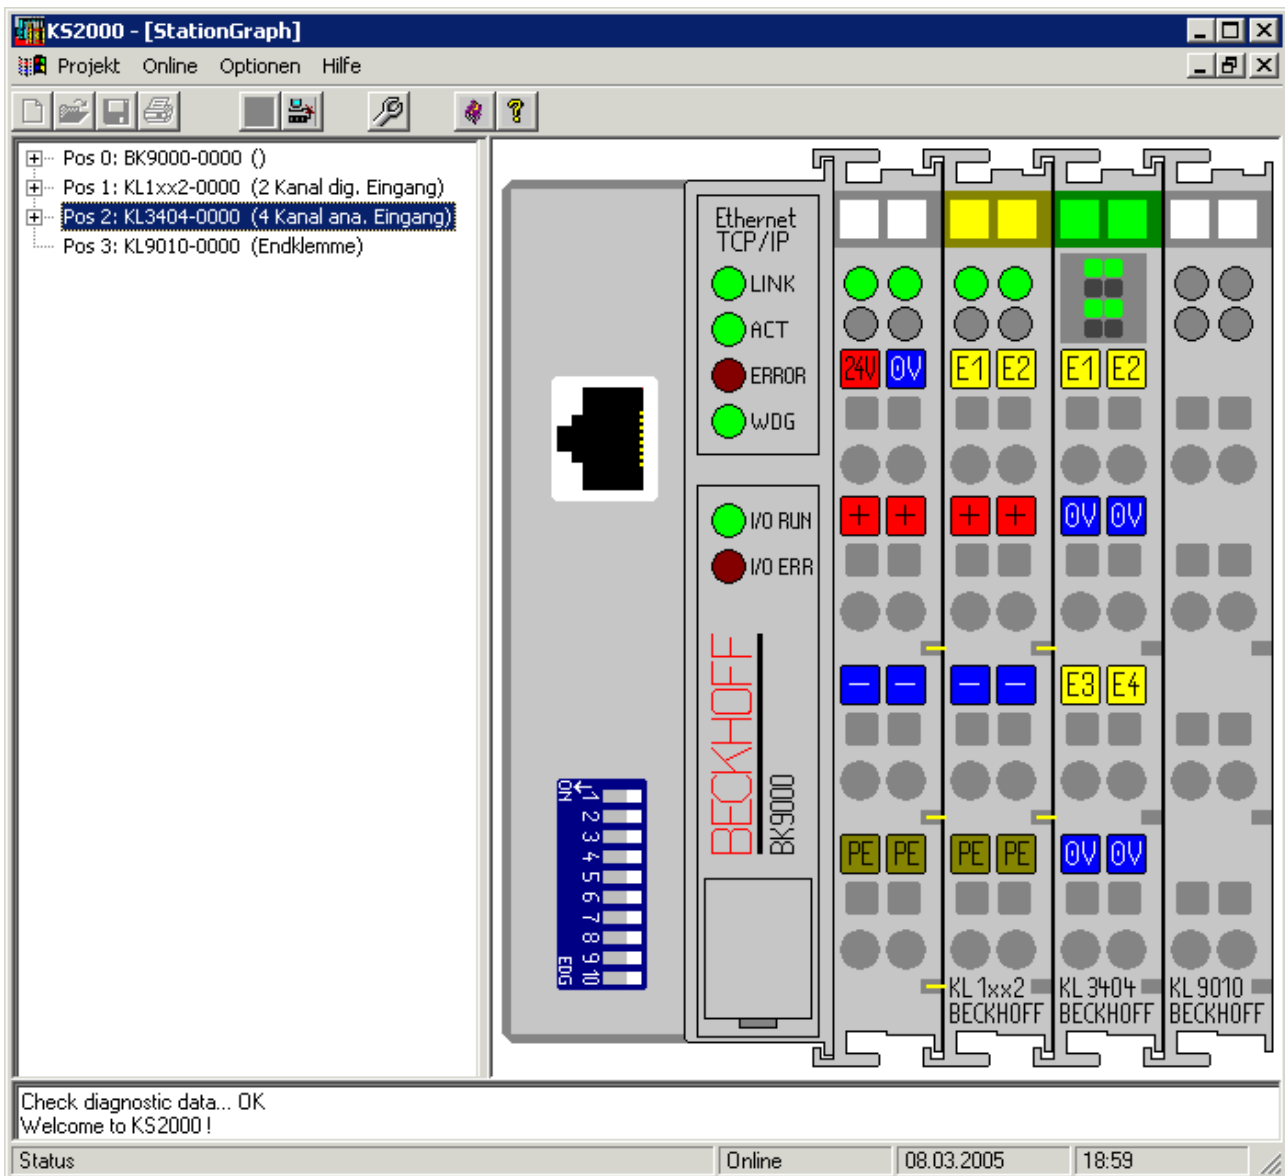 KS2000 - [StationGraph]
Projekt Online Optionen Hilfe
Pos 0: BK9000-0000 ()
Pos 1: KL1xx2-0000 (2 Kanal dig. Eingang)
Pos 2: KL3404-0000 (4 Kanal ana. Eingang)
Pos 3: KL9010-0000 (Endklemme)
Ethernet
TCP/IP
LINK
ACT
ERROR
WDG
I/O RUN
I/O ERR
BECKHOFF
BK9000
ON
1
2
3
4
5
6
7
8
9
10
EDG
24V 0V E1 E2 E1 E2
+ + + + 0V 0V
- - - - E3 E4
PE PE PE PE 0V 0V
KL 1xx2 KL 3404 KL 9010
BECKHOFF BECKHOFF BECKHOFF
Check diagnostic data... OK
Welcome to KS2000 !
Status Online 08.03.2005 18:59